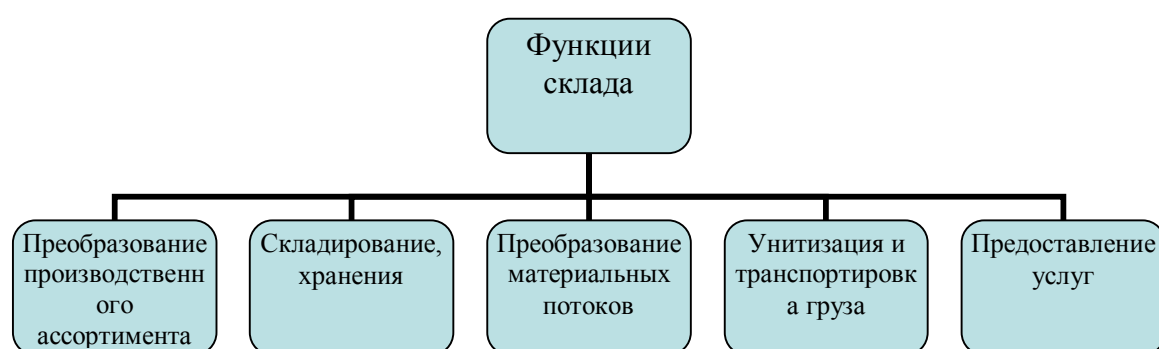 Функции
склада
Преобразование
производственн
ого
ассортимента
Складирование,
хранения
Преобразование
материальных
потоков
Унитизация и
транспортировк
а груза
Предоставление
услуг